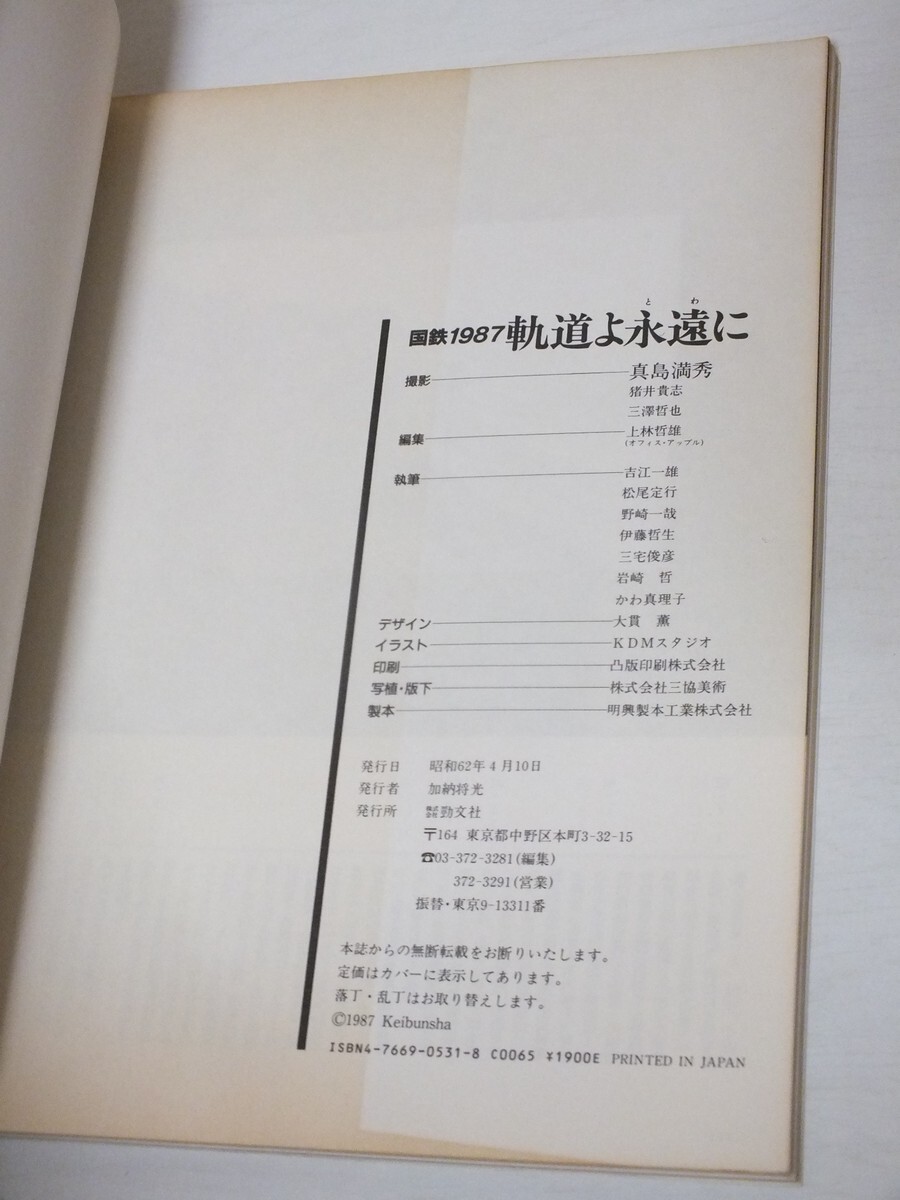 とわ
国鉄1987 軌道よ永遠に
撮影 真島満秀
猪井貴志
三澤哲也
編集 上林哲雄
(オフィス・アップル)
執筆 吉江一雄
松尾定行
野崎一哉
伊藤哲生
三宅俊彦
岩崎 哲
かわ真理子
デザイン 大貫 薫
イラスト KDMスタジオ
印刷 凸版印刷株式会社
写植・版下 株式会社三協美術
製本 明興製本工業株式会社
発行日 昭和62年4月10日
発行者 加納将光
発行所 株式会社勁文社
〒164 東京都中野区本町3-32-15
☎03-372-3281(編集)
372-3291(営業)
振替・東京9-13311番
本誌からの無断転載をお断りいたします。
定価はカバーに表示してあります。
落丁・乱丁はお取り替えします。
©1987 Keibunsha
ISBN4-7669-0531-8 C0065 ¥1900E PRINTED IN JAPAN